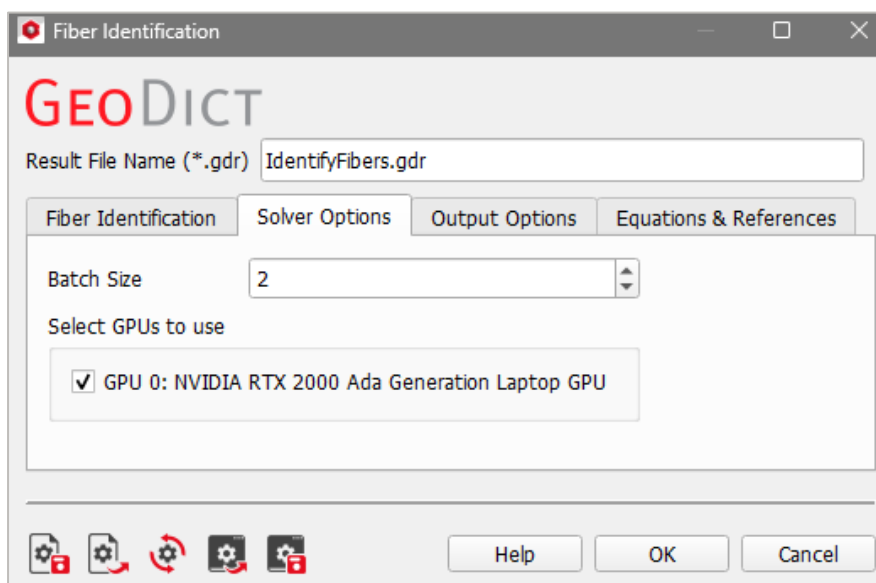 Fiber Identification
GEODICT
Result File Name (*.gdr) IdentifyFibers.gdr
Fiber Identification Solver Options Output Options Equations & References
Batch Size 2
Select GPUs to use
GPU 0: NVIDIA RTX 2000 Ada Generation Laptop GPU
Help OK Cancel